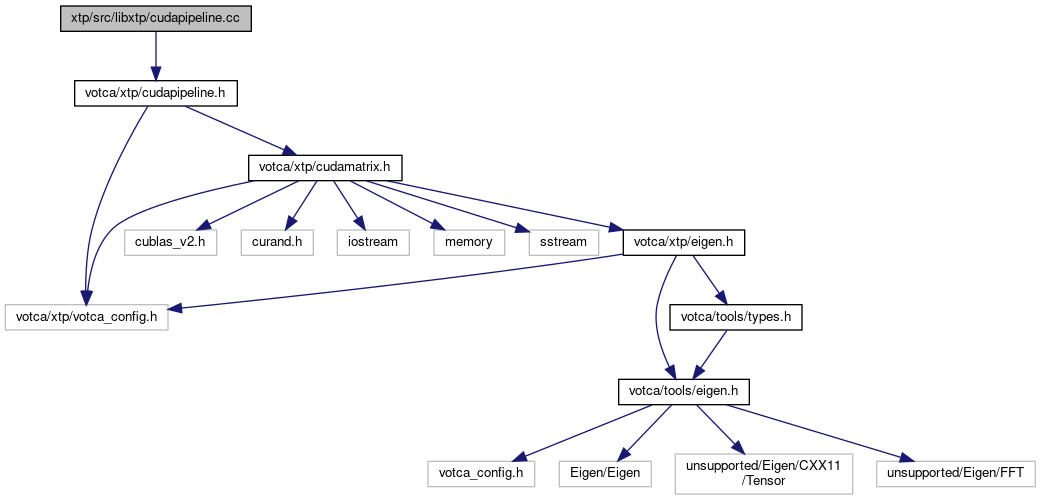 xtp/src/libxtp/cudapipeline.cc
votca/xtp/cudapipeline.h
votca/xtp/cudamatrix.h
cublas_v2.h
curand.h
iostream
memory
sstream
votca/xtp/eigen.h
votca/xtp/votca_config.h
votca/tools/types.h
votca/tools/eigen.h
votca_config.h
Eigen/Eigen
unsupported/Eigen/CXX11
/Tensor
unsupported/Eigen/FFT